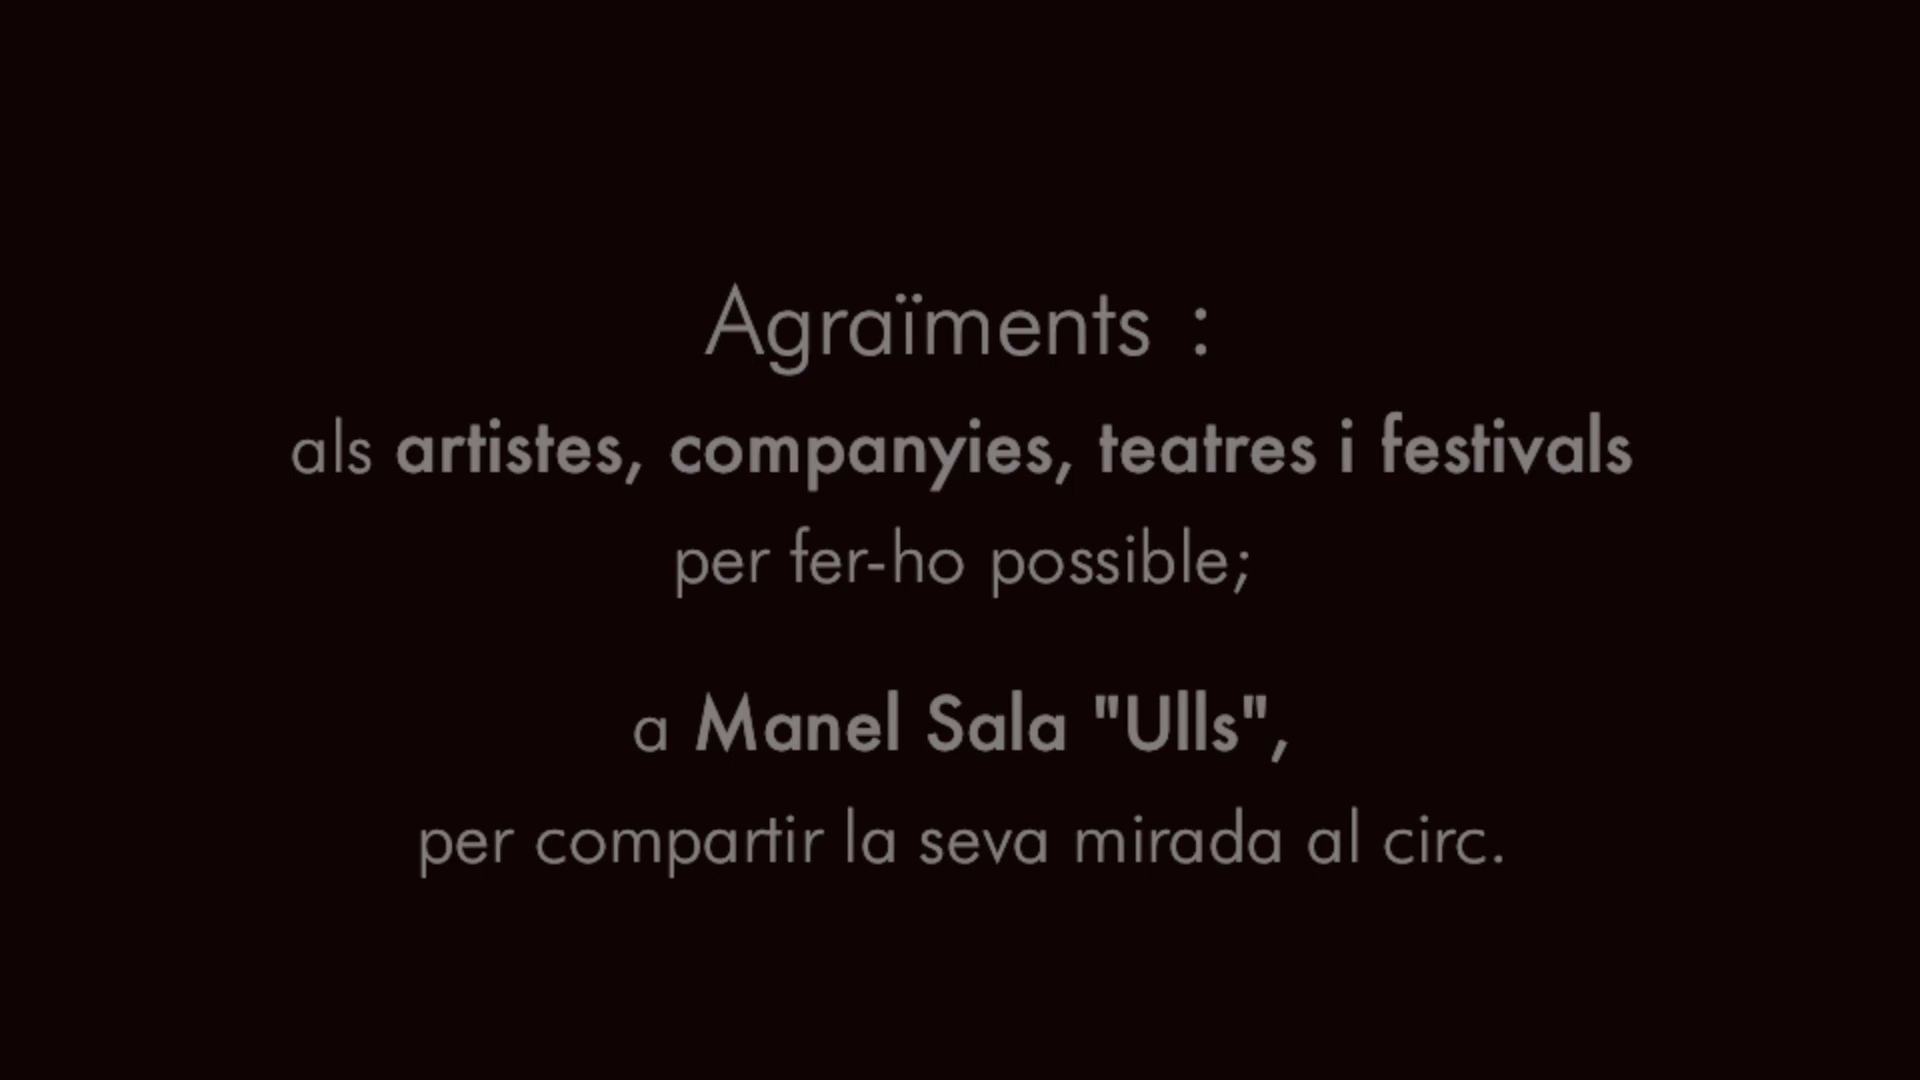 Agraïments :
als artistes, companyies, teatres i festivals
per fer-ho possible;
a Manel Sala "Ulls",
per compartir la seva mirada al circ.